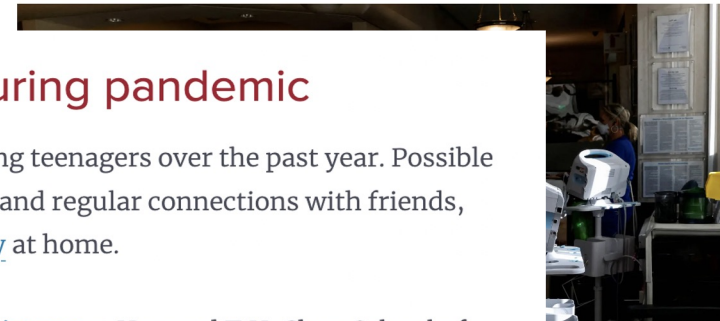 uring pandemic
ng teenagers over the past year. Possible
and regular connections with friends,
y at home.